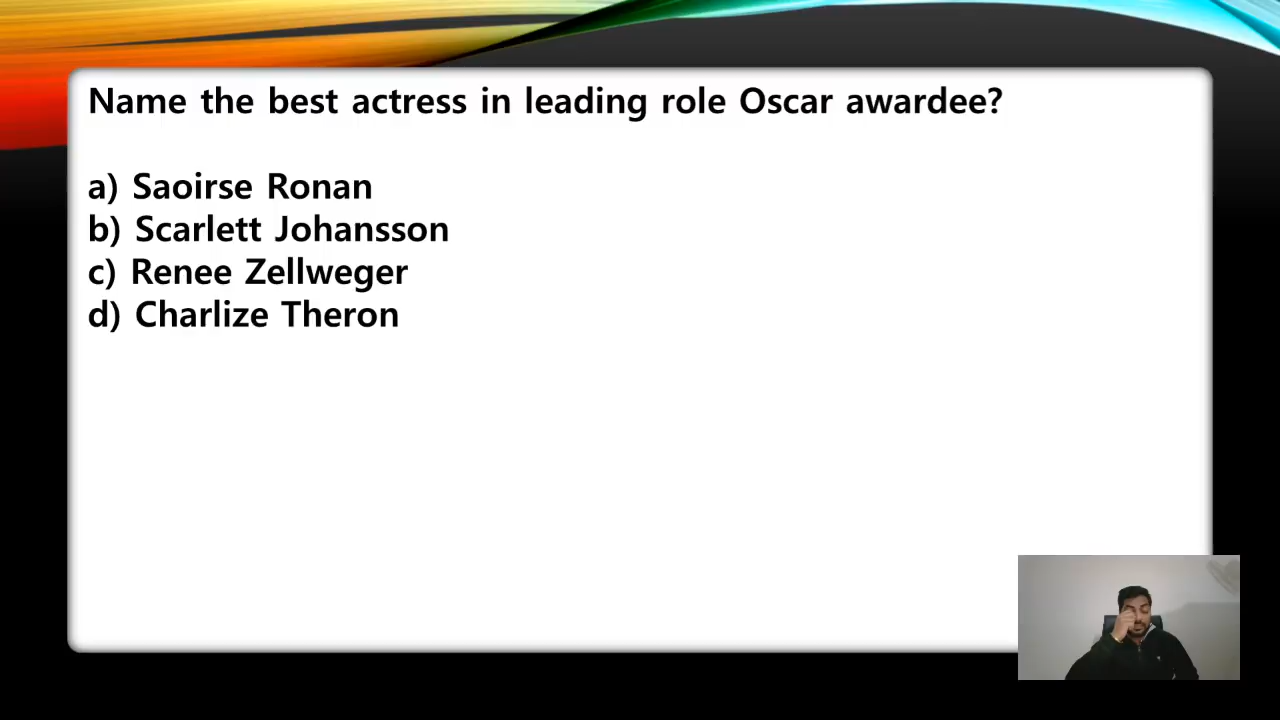 Name the best actress in leading role Oscar awardee?
a) Saoirse Ronan
b) Scarlett Johansson
c) Renee Zellweger
d) Charlize Theron